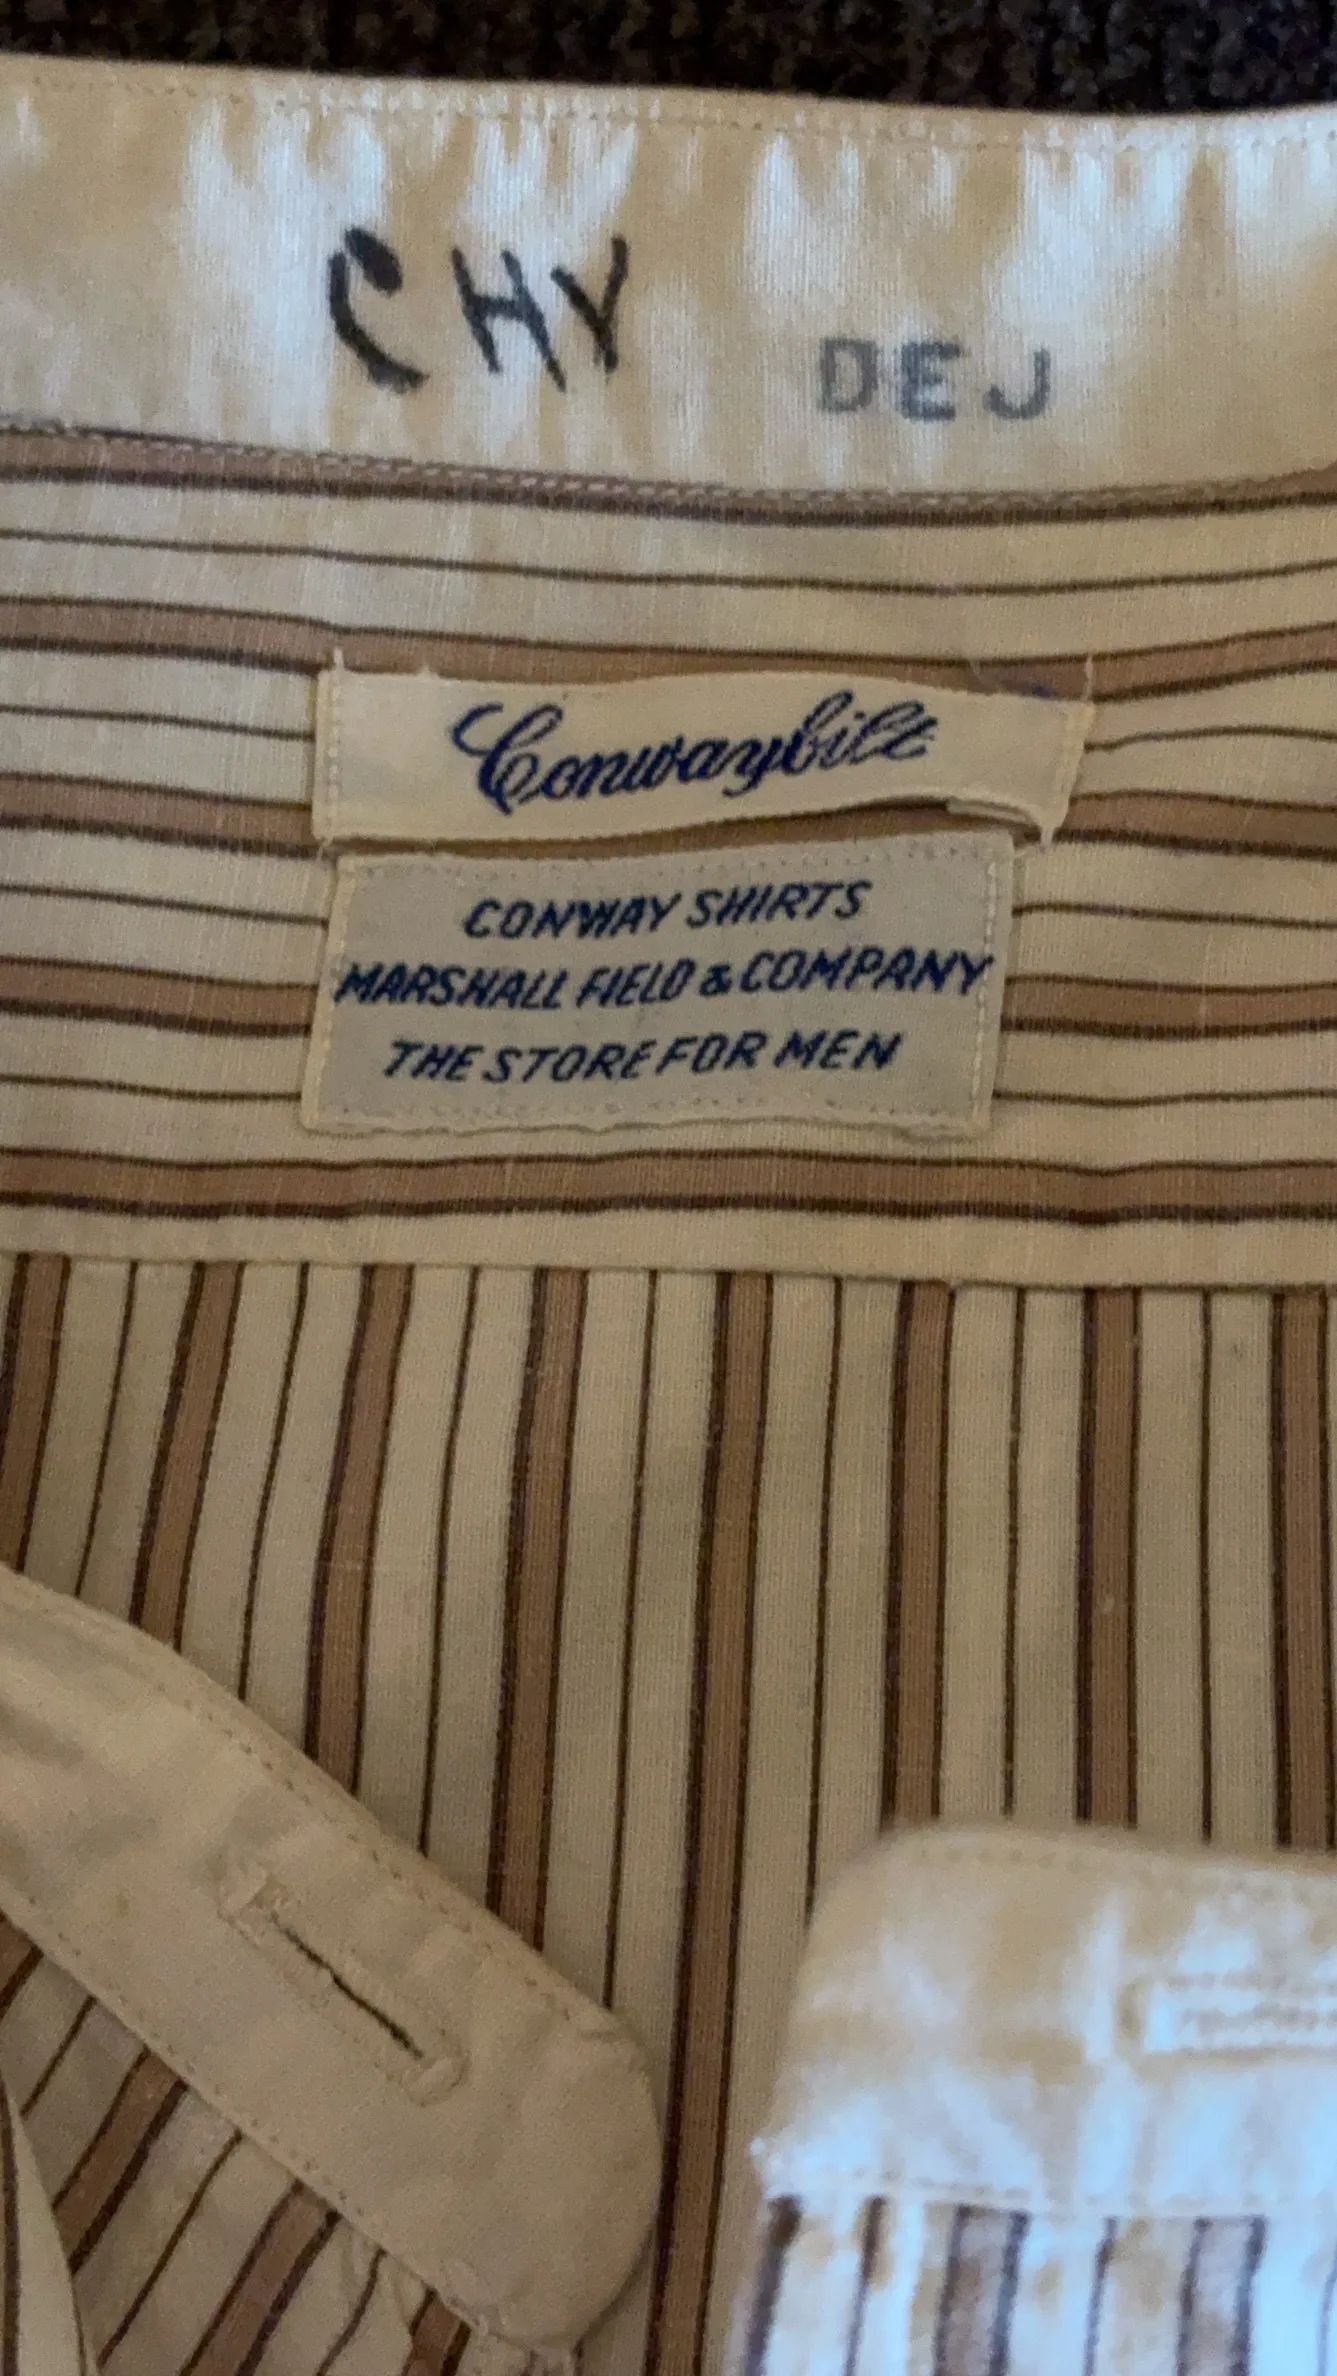 CHY DEJ
Conwaybilt
CONWAY SHIRTS
MARSHALL FIELD & COMPANY
THE STORE FOR MEN